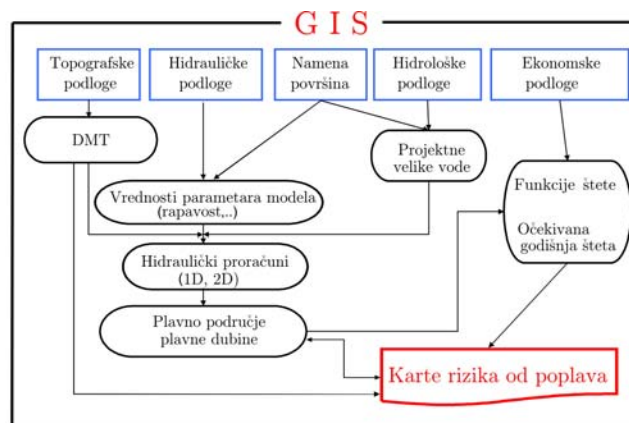 G I S
Topografske
podloge
Hidrauličke
podloge
Namena
površina
Hidrološke
podloge
Ekonomske
podloge
DMT
Projektne
velike vode
Vrednosti parametara modela
(rapavost,..)
Funkcije štete
Očekivana
godišnja šteta
Hidraulički proračuni
(1D, 2D)
Plavno područje
plavne dubine
Karte rizika od poplava